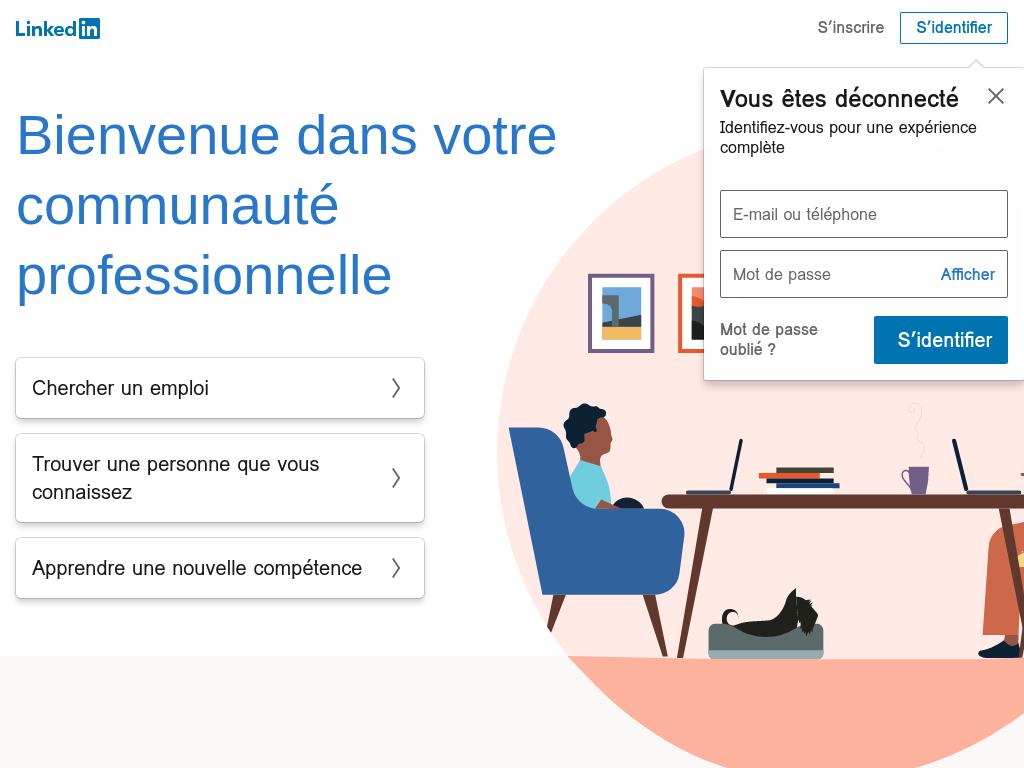 LinkedIn
S'inscrire
S'identifier
Bienvenue dans votre
communauté
professionnelle
Chercher un emploi
Trouver une personne que vous
connaissez
Apprendre une nouvelle compétence
Vous êtes déconnecté
Identifiez-vous pour une expérience
complète
E-mail ou téléphone
Mot de passe Afficher
Mot de passe
oublié ?
S'identifier